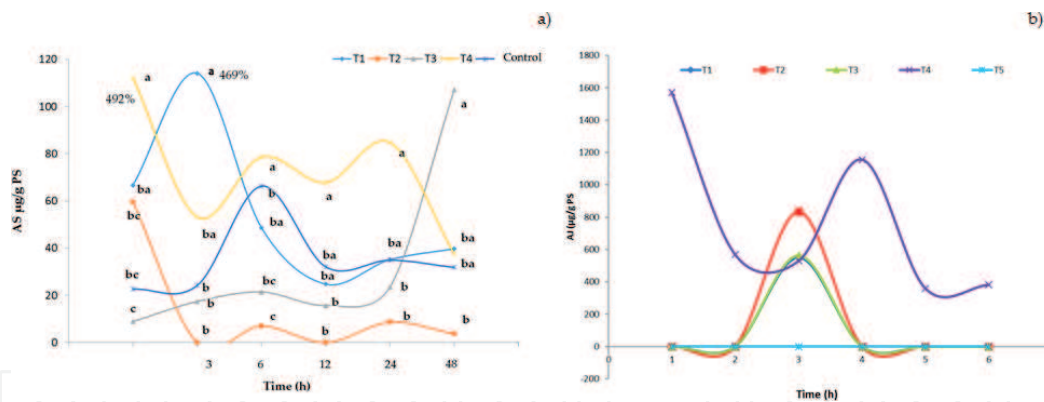 a)
120
T1 T2 T3 T4 Control
a
a 469%
a
492%
100
80
ba
a
a
a
b
bc
60
ba
ba
40
ba
ba
ba
ba
ba
bc
b
20
c
b
b
b
b
c
b
b
b
0
b
3 6 12 24 48
Time (h)
AS µg/g PS
b)
1800
T1 T2 T3 T4 T5
1600
1400
1200
1000
800
600
400
200
0
0 1 2 3 4 5 6
-200
Time (h)
AJ (µg/g PS